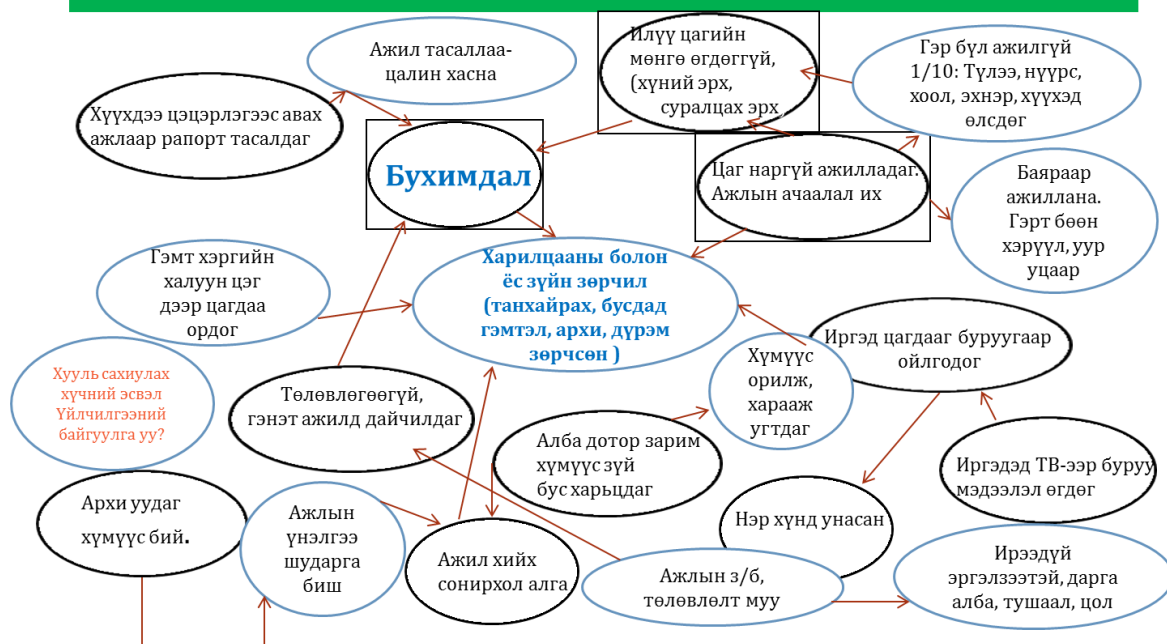 Ажил тасаллаа-
цалин хасна
Илүү цагийн
мөнгө өгдөггүй,
(хүний эрх,
суралцах эрх
Гэр бүл ажилгүй
1/10: Түлээ, нүүрс,
хоол, эхнэр, хүүхэд
өлсдөг
Хүүхдээ цэцэрлэгээс авах
ажлаар рапорт тасалдаг
Бухимдал
Цаг наргүй ажилладаг.
Ажлын ачаалал их
Баяраар
ажиллана.
Гэрт бөөн
хэрүүл, уур
уцаар
Гэмт хэргийн
халуун цэг
дээр цагдаа
ордог
Харилцааны болон
ёс зүйн зөрчил
(танхайрах, бусдад
гэмтэл, архи, дүрэм
зөрчсөн )
Иргэд цагдааг буруугаар
ойлгодог
Хууль сахиулах
хүчний эсвэл
Үйлчилгээний
байгуулга уу?
Төлөвлөгөөгүй,
гэнэт ажилд дайчилдаг
Хүмүүс
орилж,
харааж
угтдаг
Алба дотор зарим
хүмүүс зүй
бус харьцдаг
Иргэдэд ТВ-ээр буруу
мэдээлэл өгдөг
Архи уудаг
хүмүүс бий.
Ажлын
үнэлгээ
шударга
биш
Ажил хийх
сонирхол алга
Нэр хүнд унасан
Ажлын з/б,
төлөвлөлт муу
Ирээдүй
эргэлзээтэй, дарга
алба, тушаал, цол